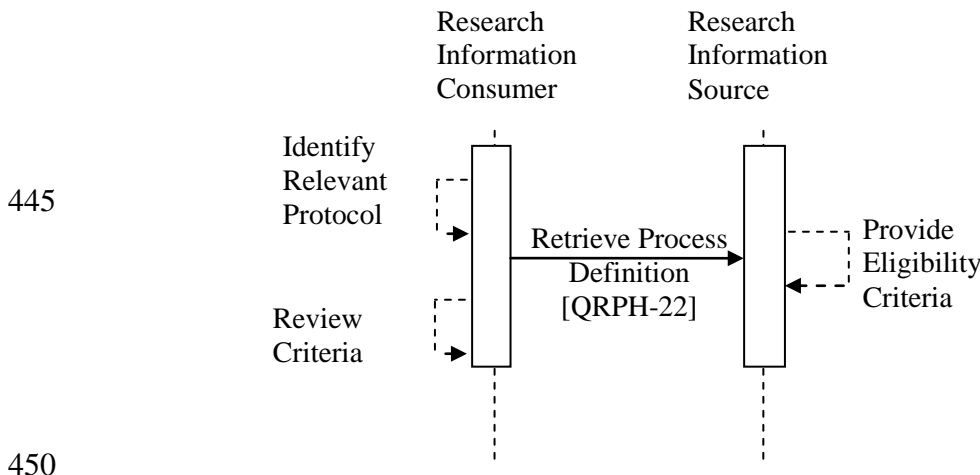 Research
Information
Consumer
Research
Information
Source
Identify
Relevant
Protocol
445
Retrieve Process
Definition
[QRPH-22]
Provide
Eligibility
Criteria
Review
Criteria
450